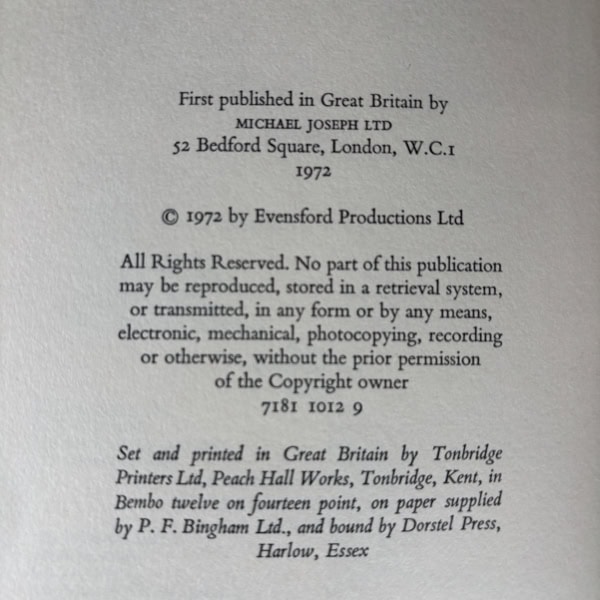 First published in Great Britain by
MICHAEL JOSEPH LTD
52 Bedford Square, London, W.C.1
1972
© 1972 by Evensford Productions Ltd
All Rights Reserved. No part of this publication
may be reproduced, stored in a retrieval system,
or transmitted, in any form or by any means,
electronic, mechanical, photocopying, recording
or otherwise, without the prior permission
of the Copyright owner
7181 1012 9
Set and printed in Great Britain by Tonbridge
Printers Ltd, Peach Hall Works, Tonbridge, Kent, in
Bembo twelve on fourteen point, on paper supplied
by P. F. Bingham Ltd., and bound by Dorstel Press,
Harlow, Essex